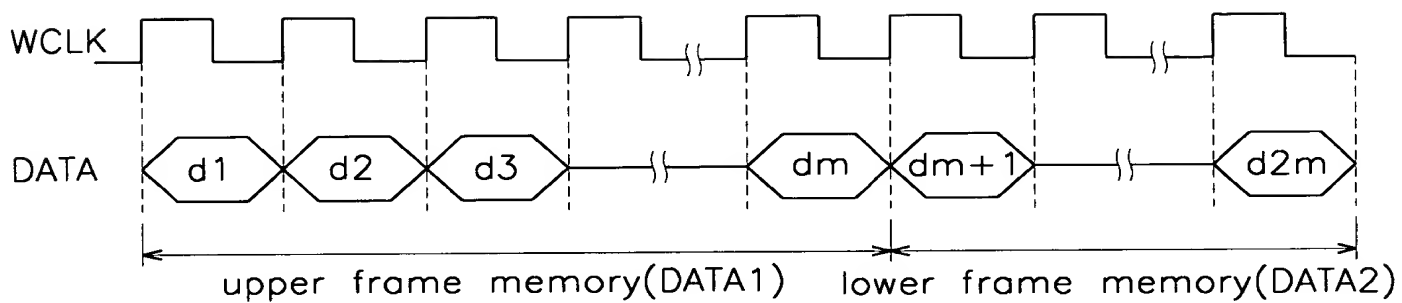 WCLK
DATA d1 d2 d3 dm dm+1 d2m
upper frame memory(DATA1) lower frame memory(DATA2)